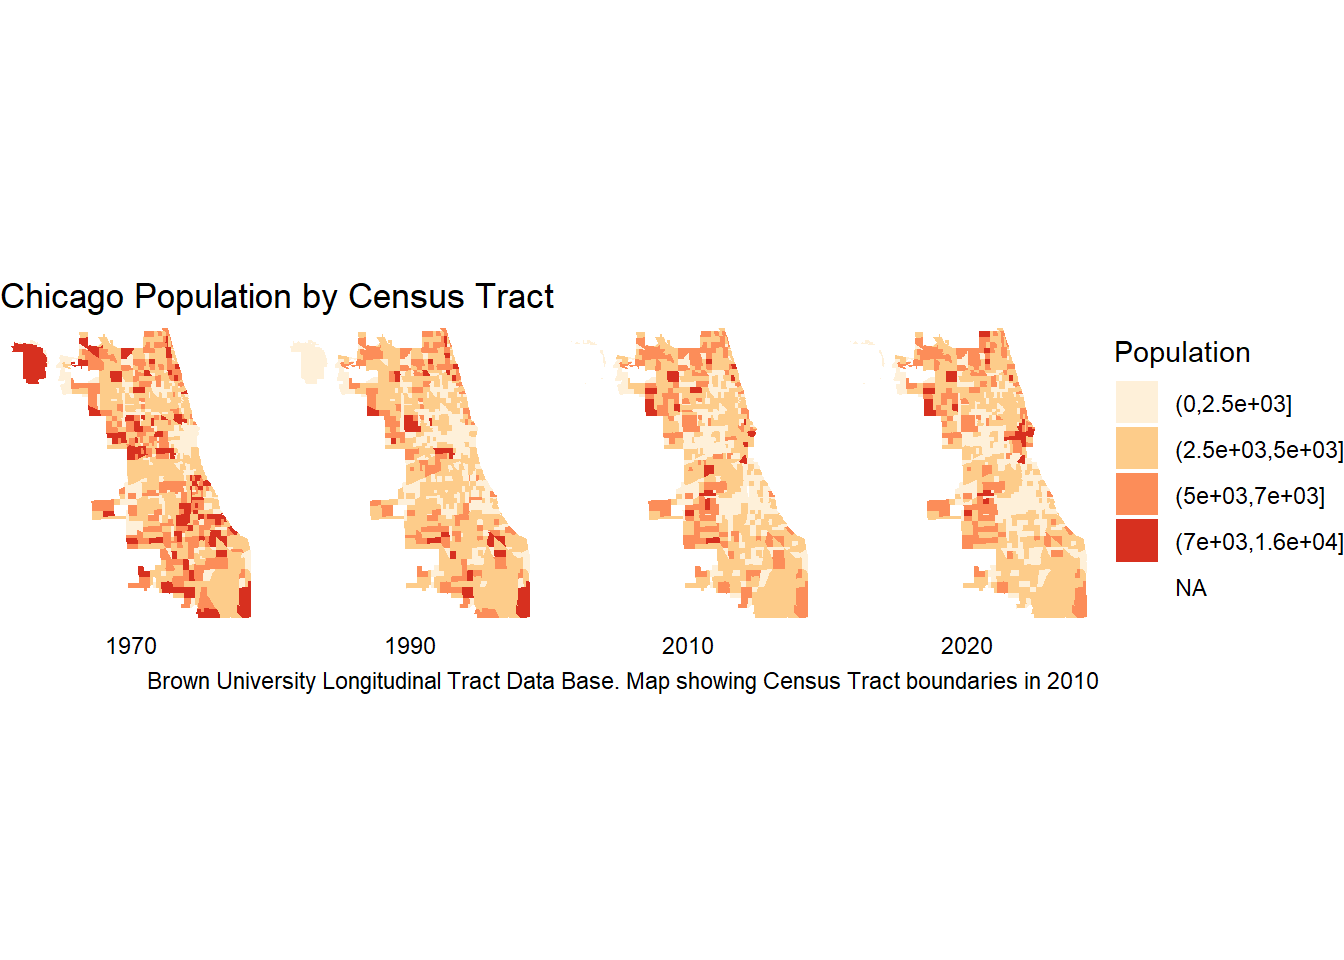 Chicago Population by Census Tract
Population
(0,2.5e+03]
(2.5e+03,5e+03]
(5e+03,7e+03]
(7e+03,1.6e+04]
NA
1970
1990
2010
2020
Brown University Longitudinal Tract Data Base. Map showing Census Tract boundaries in 2010